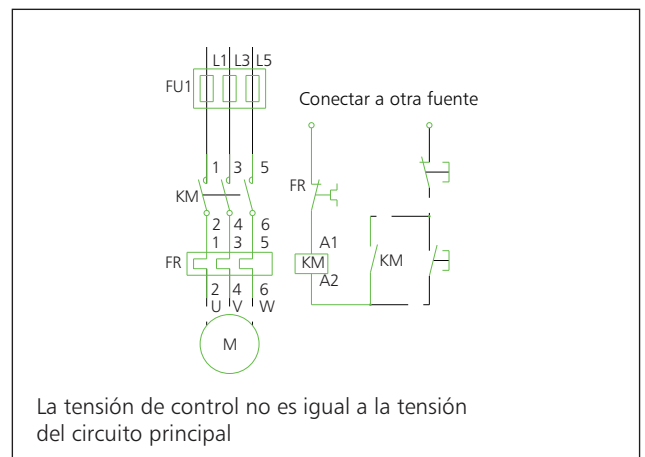 L1 L3 L5
FU1
Conectar a otra fuente
1 3 5
KM
FR
2 4 6
1 3 5
A1
FR
KM
KM
A2
2 4 6
U V W
M
La tensión de control no es igual a la tensión
del circuito principal